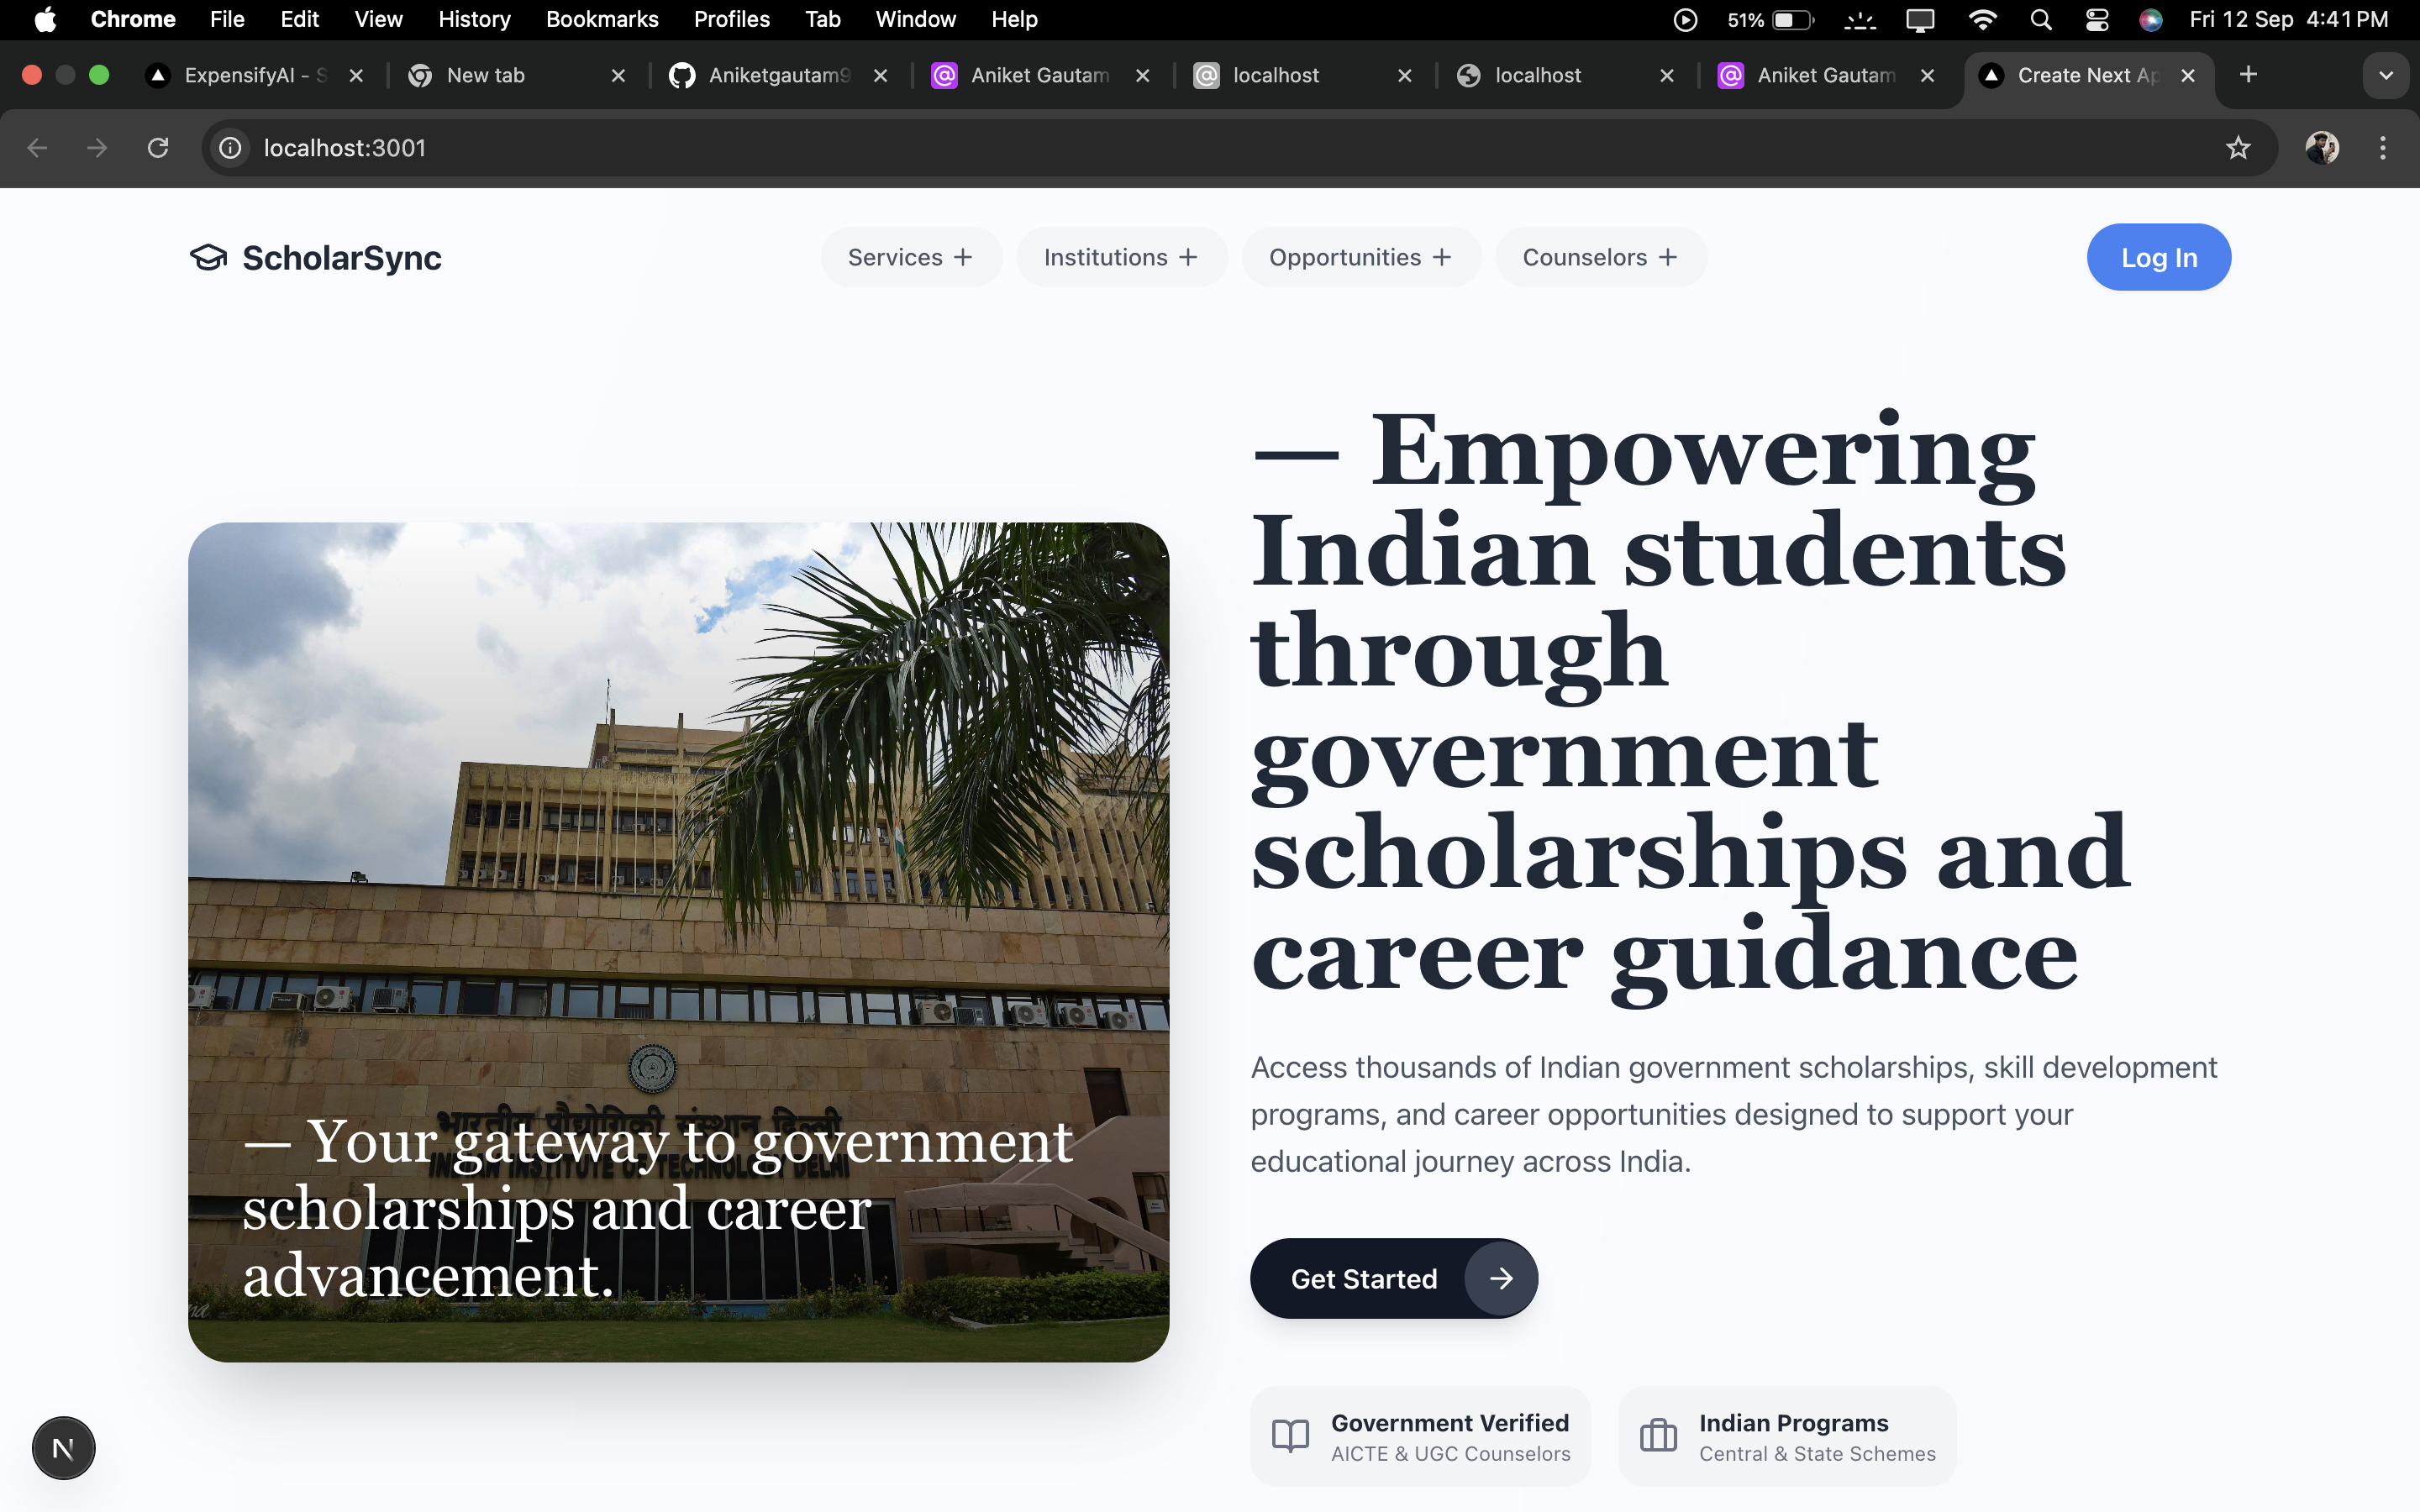 Chrome File Edit View History Bookmarks Profiles Tab Window Help 51% Fri 12 Sep 4:41 PM
ExpensifyAI - S New tab Aniketgautam9 Aniket Gautam localhost localhost Aniket Gautam Create Next Ap
localhost:3001
ScholarSync Services Institutions Opportunities Counselors Log In
— Empowering
Indian students
through
government
scholarships and
career guidance
भारतीय प्रौद्योगिकी संस्थान दिल्ली
INDIAN INSTITUTE OF TECHNOLOGY DELHI
— Your gateway to government
scholarships and career
advancement.
Access thousands of Indian government scholarships, skill development
programs, and career opportunities designed to support your
educational journey across India.
Get Started
Government Verified
AICTE & UGC Counselors
Indian Programs
Central & State Schemes
N